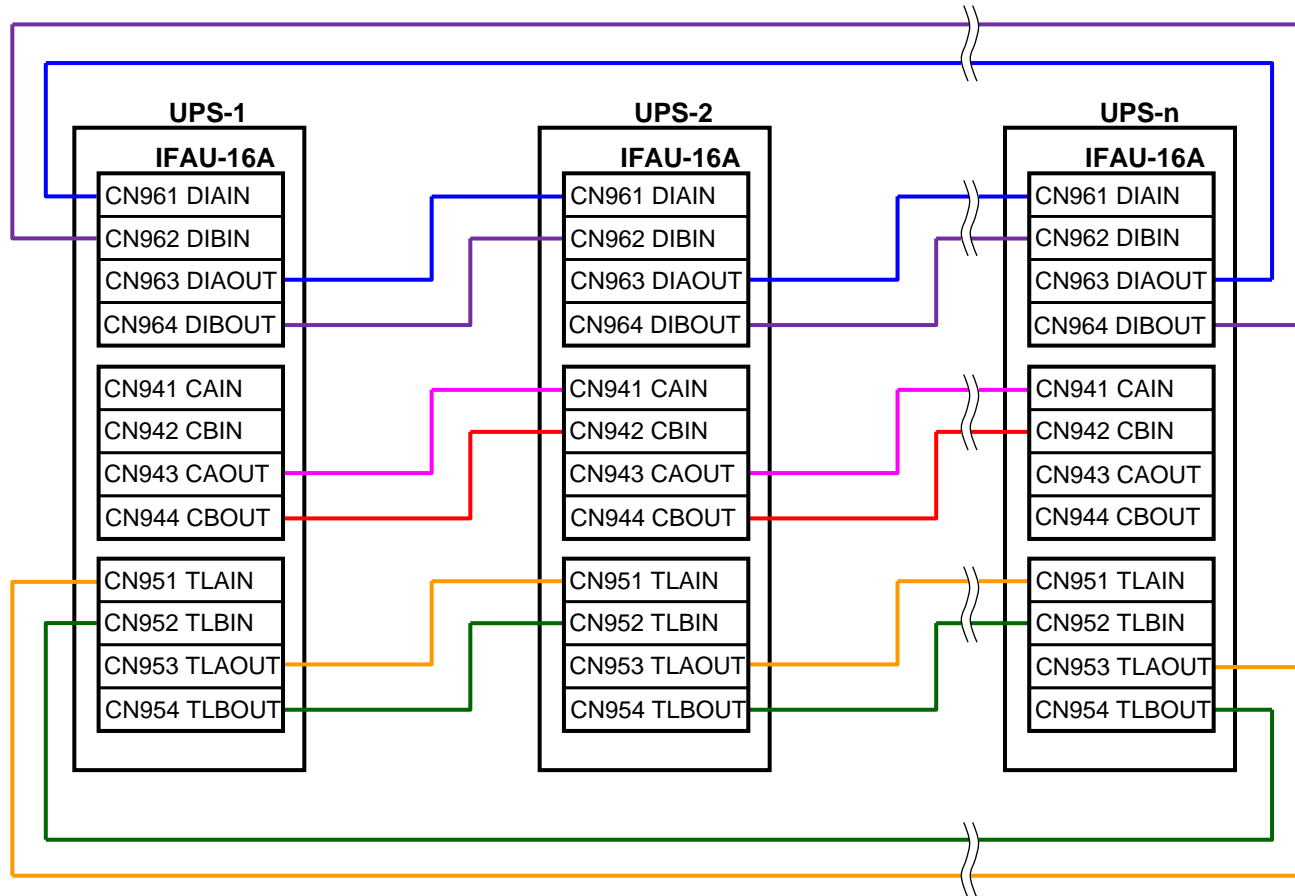 UPS-1
IFAU-16A
CN961 DIAIN
CN962 DIBIN
CN963 DIAOUT
CN964 DIBOUT
CN941 CAIN
CN942 CBIN
CN943 CAOUT
CN944 CBOUT
CN951 TLAIN
CN952 TLBIN
CN953 TLAOUT
CN954 TLBOUT
UPS-2
IFAU-16A
CN961 DIAIN
CN962 DIBIN
CN963 DIAOUT
CN964 DIBOUT
CN941 CAIN
CN942 CBIN
CN943 CAOUT
CN944 CBOUT
CN951 TLAIN
CN952 TLBIN
CN953 TLAOUT
CN954 TLBOUT
UPS-n
IFAU-16A
CN961 DIAIN
CN962 DIBIN
CN963 DIAOUT
CN964 DIBOUT
CN941 CAIN
CN942 CBIN
CN943 CAOUT
CN944 CBOUT
CN951 TLAIN
CN952 TLBIN
CN953 TLAOUT
CN954 TLBOUT